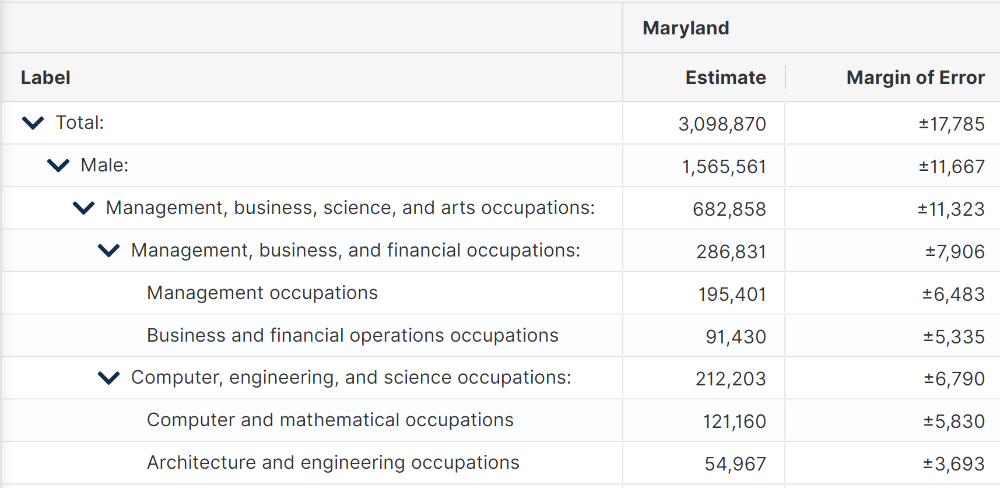 Maryland
Label Estimate Margin of Error
Total: 3,098,870 ±17,785
Male: 1,565,561 ±11,667
Management, business, science, and arts occupations: 682,858 ±11,323
Management, business, and financial occupations: 286,831 ±7,906
Management occupations 195,401 ±6,483
Business and financial operations occupations 91,430 ±5,335
Computer, engineering, and science occupations: 212,203 ±6,790
Computer and mathematical occupations 121,160 ±5,830
Architecture and engineering occupations 54,967 ±3,693